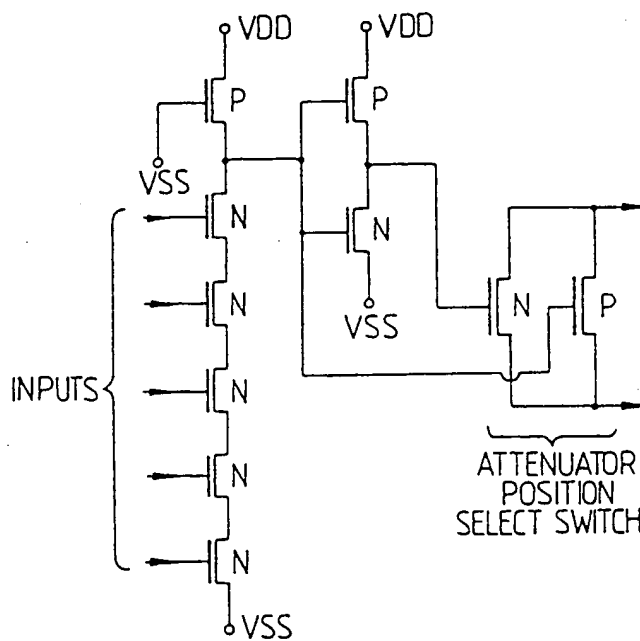 VDD
VDD
P
P
VSS
N
N
N
N
P
VSS
INPUTS
N
N
ATTENUATOR
POSITION
SELECT SWITCH
N
VSS